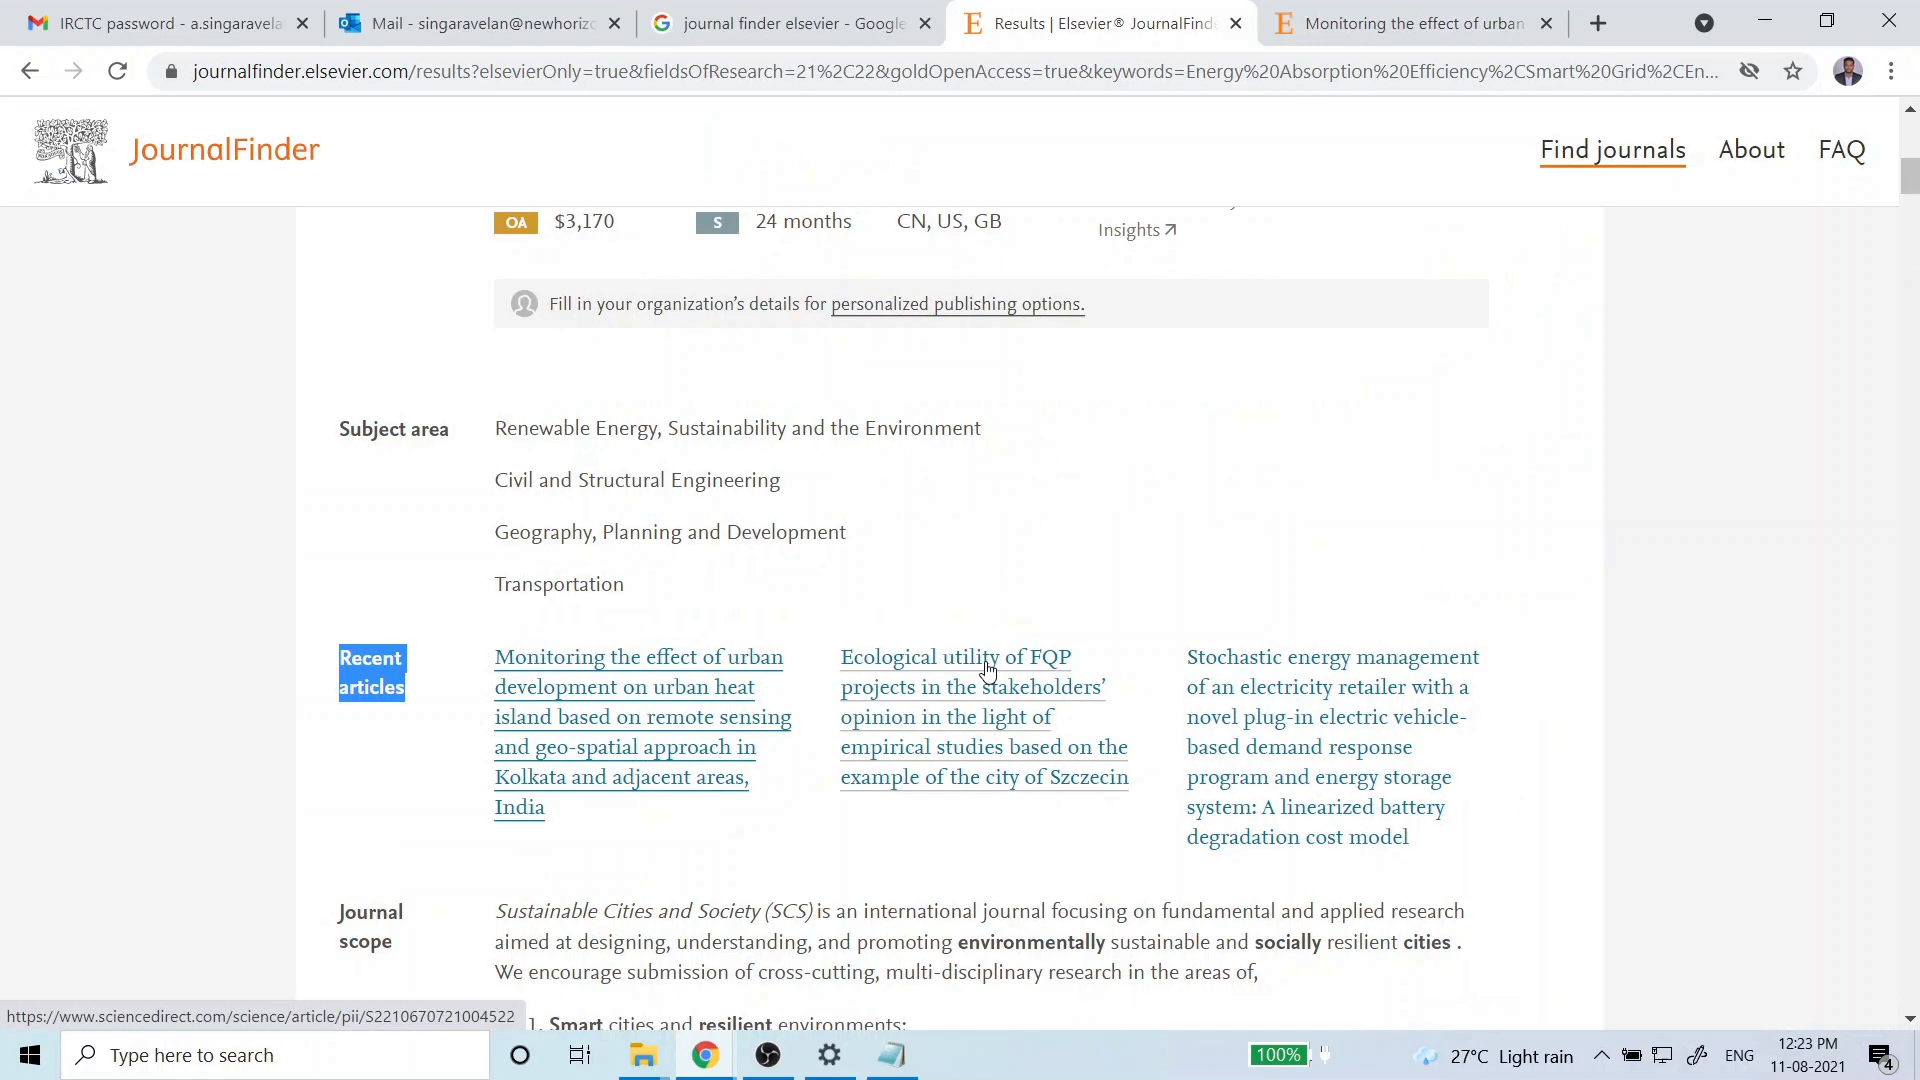 IRCTC password - a.singaravela
Mail - singaravelan@newhorizo
journal finder elsevier - Google
Results | Elsevier® JournalFinde
Monitoring the effect of urban
journalfinder.elsevier.com/results?elsevierOnly=true&fieldsOfResearch=21%2C22&goldOpenAccess=true&keywords=Energy%20Absorption%20Efficiency%2CSmart%20Grid%2CEn...
JournalFinder
Find journals About FAQ
OA $3,170 S 24 months CN, US, GB
Insights
Fill in your organization's details for personalized publishing options.
Subject area
Renewable Energy, Sustainability and the Environment
Civil and Structural Engineering
Geography, Planning and Development
Transportation
Recent
articles
Monitoring the effect of urban
development on urban heat
island based on remote sensing
and geo-spatial approach in
Kolkata and adjacent areas,
India
Ecological utility of FQP
projects in the stakeholders'
opinion in the light of
empirical studies based on the
example of the city of Szczecin
Stochastic energy management
of an electricity retailer with a
novel plug-in electric vehicle-
based demand response
program and energy storage
system: A linearized battery
degradation cost model
Journal
scope
Sustainable Cities and Society (SCS) is an international journal focusing on fundamental and applied research
aimed at designing, understanding, and promoting environmentally sustainable and socially resilient cities .
We encourage submission of cross-cutting, multi-disciplinary research in the areas of,
1. Smart cities and resilient environments;
https://www.sciencedirect.com/science/article/pii/S2210670721004522
Type here to search
100%
27°C Light rain
ENG
12:23 PM
11-08-2021
4